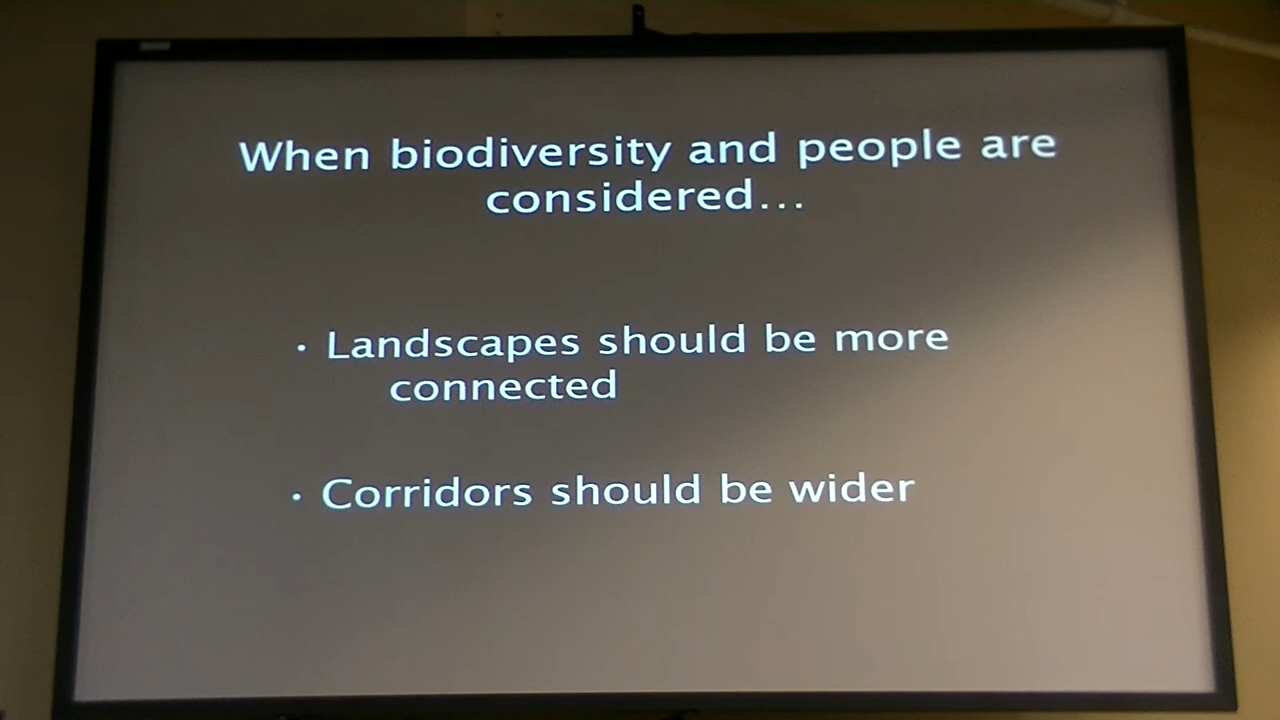 When biodiversity and people are
considered...
• Landscapes should be more
connected
• Corridors should be wider